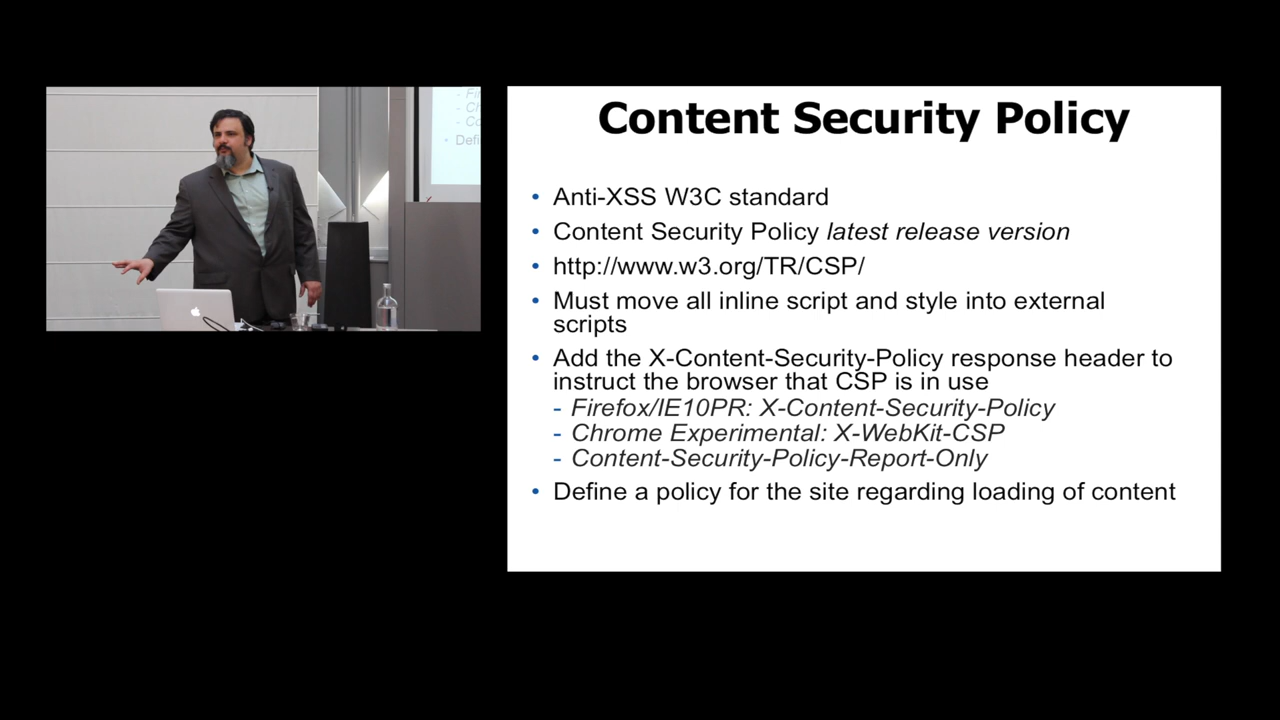 Content Security Policy
• Anti-XSS W3C standard
• Content Security Policy latest release version
• http://www.w3.org/TR/CSP/
• Must move all inline script and style into external
scripts
• Add the X-Content-Security-Policy response header to
instruct the browser that CSP is in use
- Firefox/IE10PR: X-Content-Security-Policy
- Chrome Experimental: X-WebKit-CSP
- Content-Security-Policy-Report-Only
• Define a policy for the site regarding loading of content